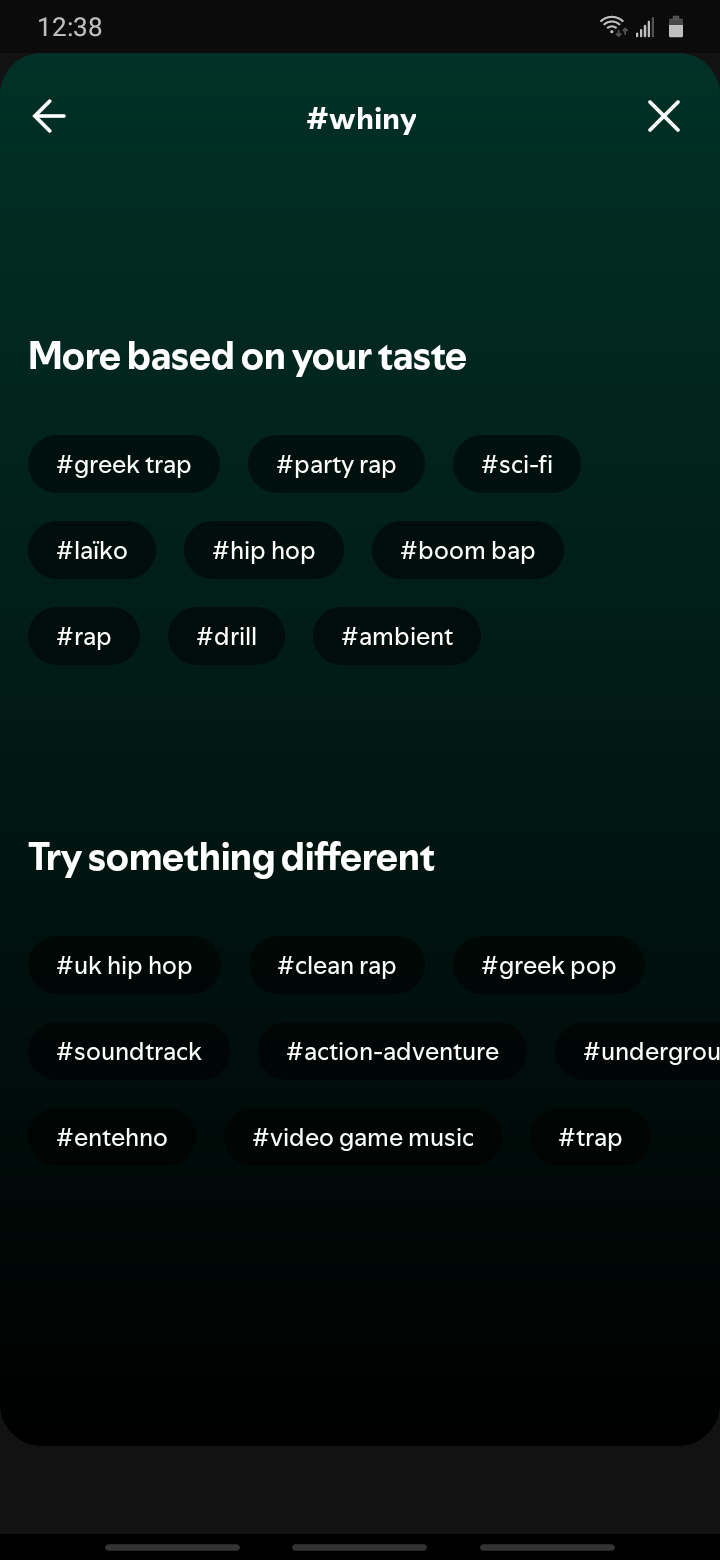 12:38
#whiny
More based on your taste
#greek trap #party rap #sci-fi
#laïko #hip hop #boom bap
#rap #drill #ambient
Try something different
#uk hip hop #clean rap #greek pop
#soundtrack #action-adventure #undergrou
#entehno #video game music #trap